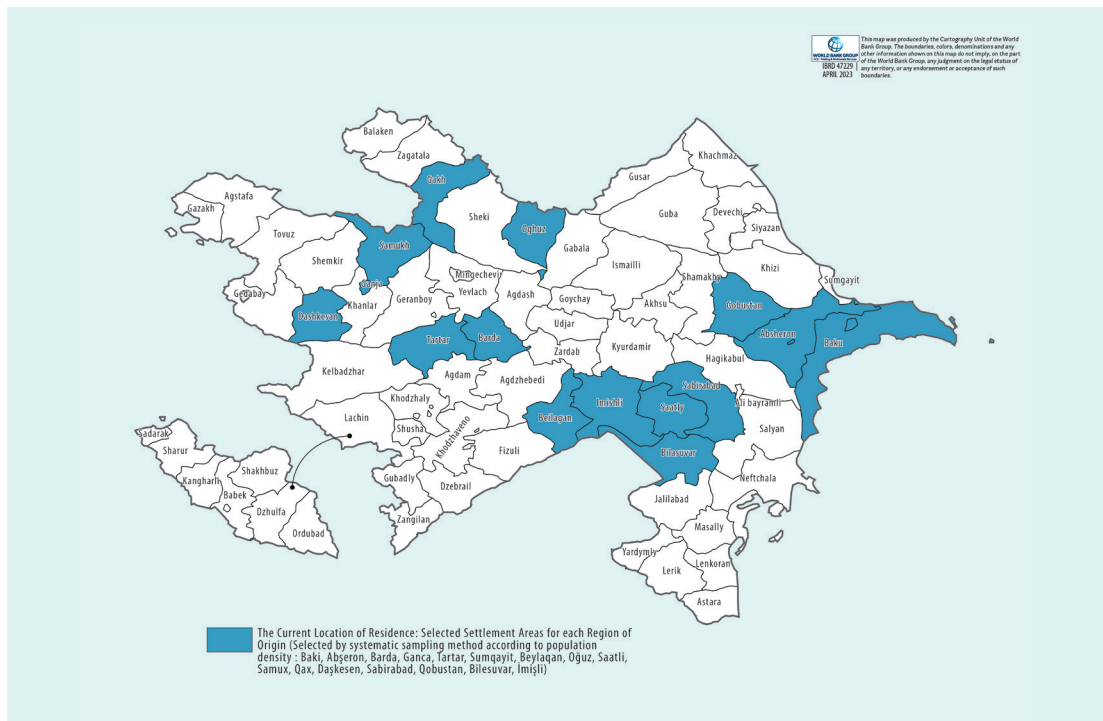 This map was produced by the Cartography Unit of the World
Bank Group. The boundaries, colors, denominations and any
other information shown on this map do not imply, on the part
of the World Bank Group, any judgment on the legal status of
any territory, or any endorsement or acceptance of such
boundaries.
WORLD BANK GROUP
IBRD 47229
APRIL 2023
Balaken
Zagatala
Khachmaz
Gakh
Gusar
Agstafa
Gazakh
Sheki
Guba
Devechi
Oghuz
Siyazan
Tovuz
Samukh
Gabala
Shemkir
Ismailli
Khizi
Mingechevir
Shamakhy
Sumgayit
Ganja
Gedabay
Yevlach
Agdash
Geranboy
Goychay
Khanlar
Akhsu
Gobustan
Dashkesan
Udjar
Absheron
Tartar
Barda
Baku
Zardab
Kyurdamir
Hagikabul
Kelbadzhar
Agdam
Agdzhebedi
Sabirabad
Khodzhaly
Imishli
Ali bayramli
Saatly
Lachin
Beilagan
Shusha
Salyan
Khodzhaveno
Sadarak
Sharur
Fizuli
Bilasuvar
Shakhbuz
Gubadly
Neftchala
Kangharli
Dzebrail
Babek
Jalilabad
Dzhulfa
Zangilan
Masally
Ordubad
Yardymly
Lenkoran
Lerik
Astara
The Current Location of Residence: Selected Settlement Areas for each Region of
Origin (Selected by systematic sampling method according to population
density : Baki, Abşeron, Barda, Ganca, Tartar, Sumqayit, Beylaqan, Oğuz, Saatli,
Samux, Qax, Daşkesen, Sabirabad, Qobustan, Bilesuvar, İmişli)